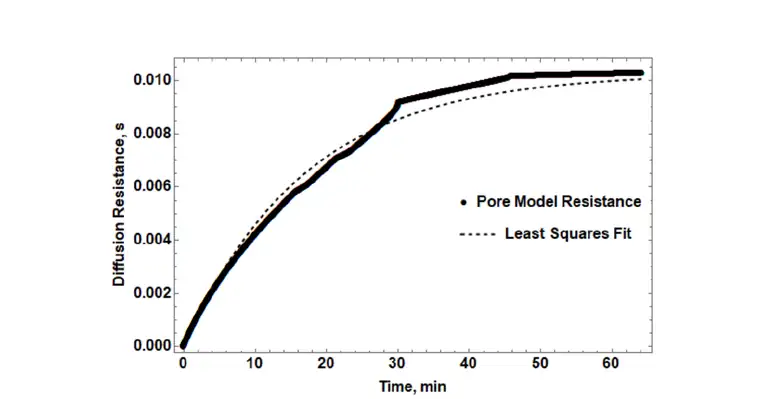 0.010
0.008
0.006
0.004
0.002
0.000
Diffusion Resistance, s
Pore Model Resistance
Least Squares Fit
0 10 20 30 40 50 60
Time, min